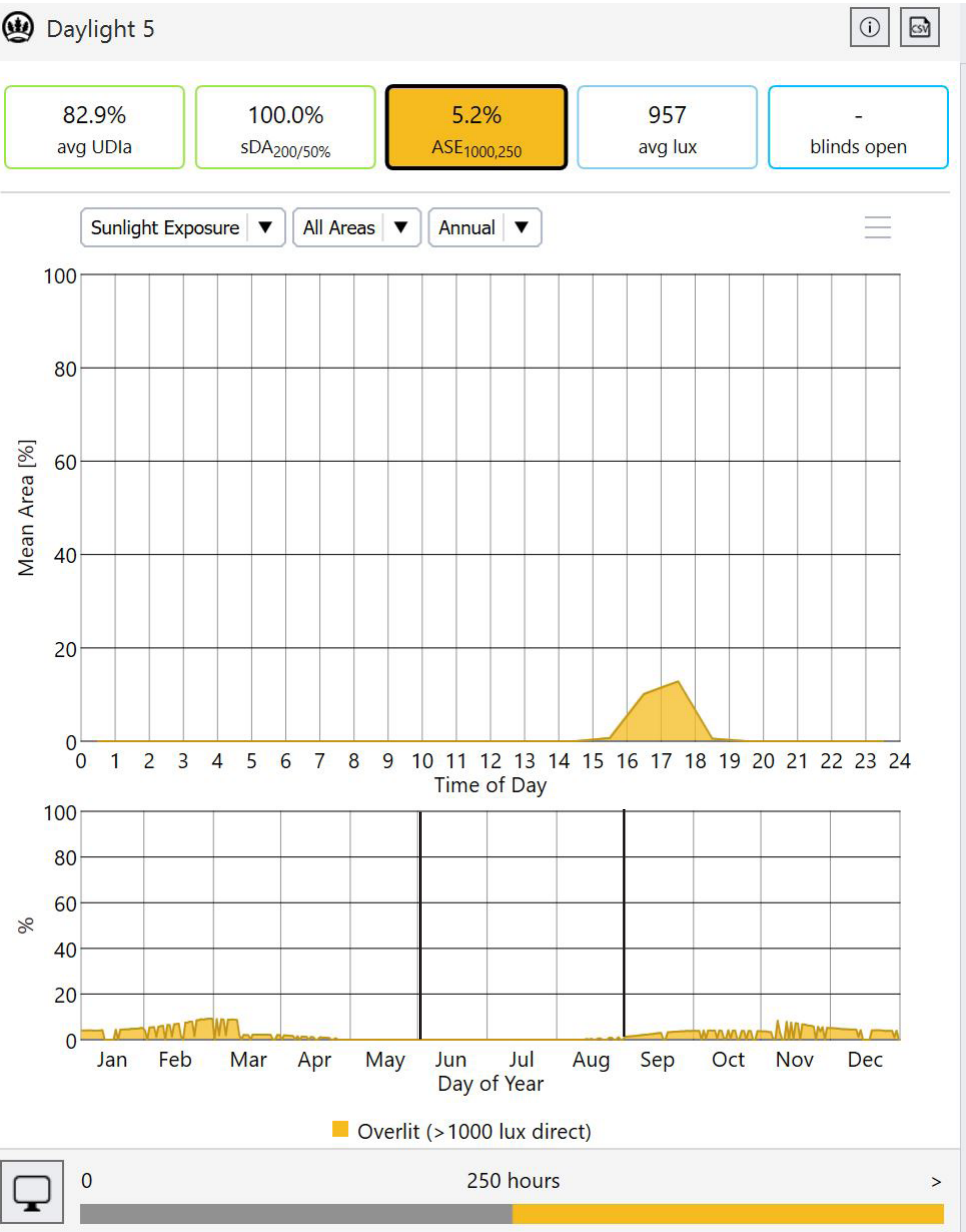 Daylight 5
CSV
82.9% 100.0% 5.2% 957 -
avg UDIa sDA200/50% ASE1000,250 avg lux blinds open
Sunlight Exposure ▼ All Areas ▼ Annual ▼
100
80
60
40
20
0
Mean Area [%]
0 1 2 3 4 5 6 7 8 9 10 11 12 13 14 15 16 17 18 19 20 21 22 23 24
Time of Day
100
80
60
40
20
0
%
Jan Feb Mar Apr May Jun Jul Aug Sep Oct Nov Dec
Day of Year
Overlit (>1000 lux direct)
0 250 hours >